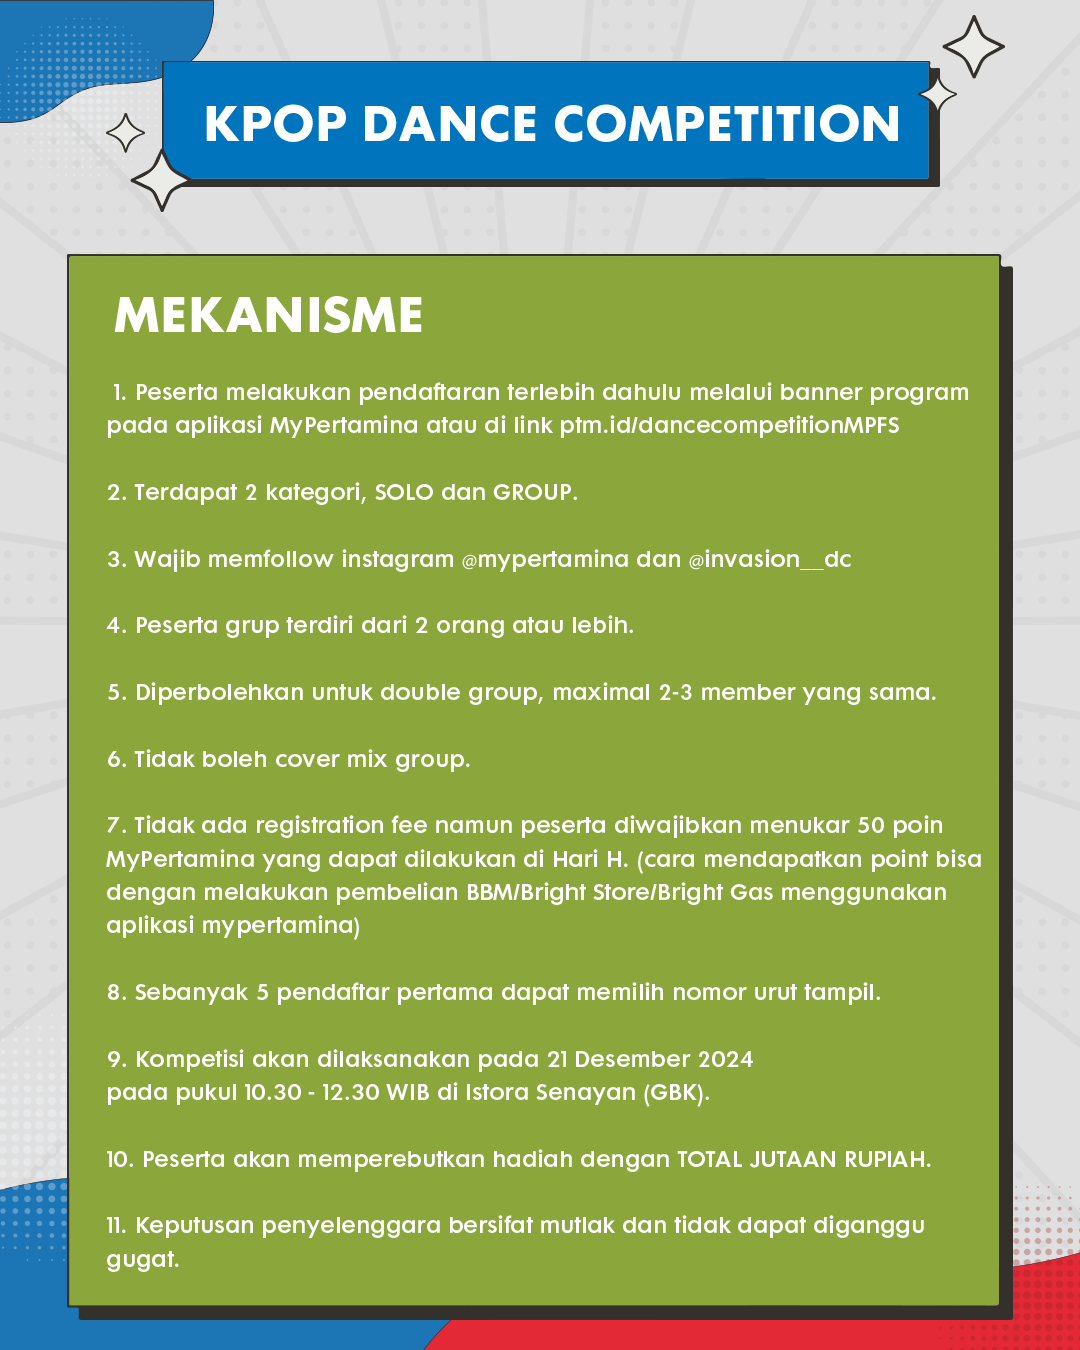 KPOP DANCE COMPETITION
MEKANISME
1. Peserta melakukan pendaftaran terlebih dahulu melalui banner program
pada aplikasi MyPertamina atau di link ptm.id/dancecompetitionMPFS
2. Terdapat 2 kategori, SOLO dan GROUP.
3. Wajib memfollow instagram @mypertamina dan @invasion__dc
4. Peserta grup terdiri dari 2 orang atau lebih.
5. Diperbolehkan untuk double group, maximal 2-3 member yang sama.
6. Tidak boleh cover mix group.
7. Tidak ada registration fee namun peserta diwajibkan menukar 50 poin
MyPertamina yang dapat dilakukan di Hari H. (cara mendapatkan point bisa
dengan melakukan pembelian BBM/Bright Store/Bright Gas menggunakan
aplikasi mypertamina)
8. Sebanyak 5 pendaftar pertama dapat memilih nomor urut tampil.
9. Kompetisi akan dilaksanakan pada 21 Desember 2024
pada pukul 10.30 - 12.30 WIB di Istora Senayan (GBK).
10. Peserta akan memperebutkan hadiah dengan TOTAL JUTAAN RUPIAH.
11. Keputusan penyelenggara bersifat mutlak dan tidak dapat diganggu
gugat.